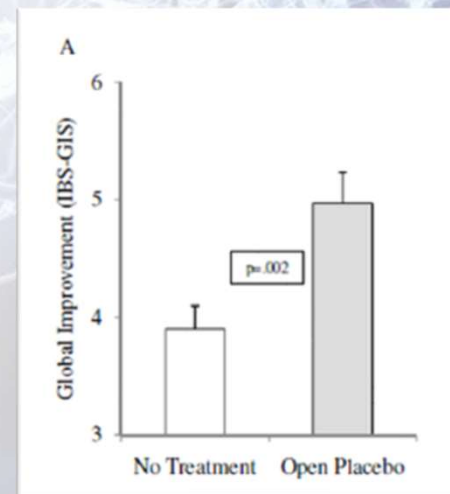 A
6
5
4
3
Global Improvement (IBS-GIS)
p=.002
No Treatment Open Placebo